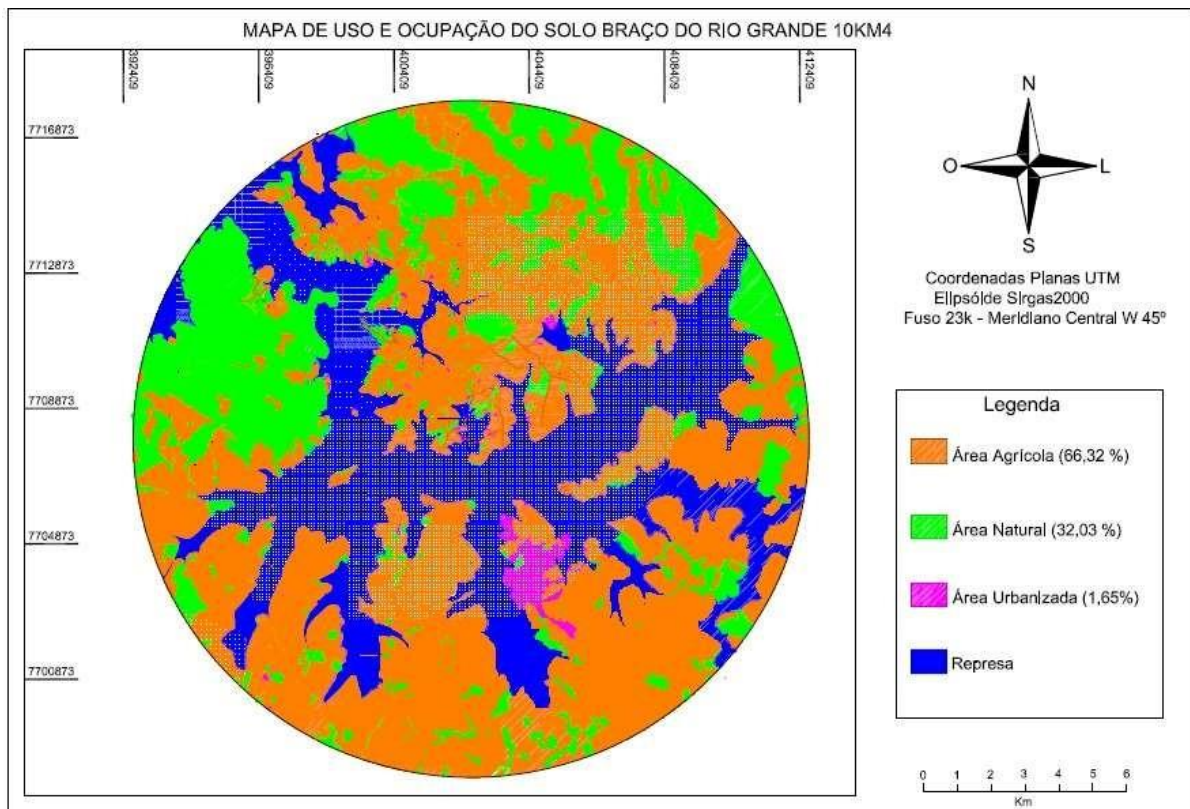 MAPA DE USO E OCUPAÇÃO DO SOLO BRAÇO DO RIO GRANDE 10KM4
392409
396409
400409
404409
408409
412409
7716873
7712873
7708873
7704873
7700873
N
O
L
S
Coordenadas Planas UTM
Elipsóide Sirgas2000
Fuso 23k - Meridiano Central W 45º
Legenda
Área Agrícola (66,32 %)
Área Natural (32,03 %)
Área Urbanizada (1,65%)
Represa
0 1 2 3 4 5 6
Km